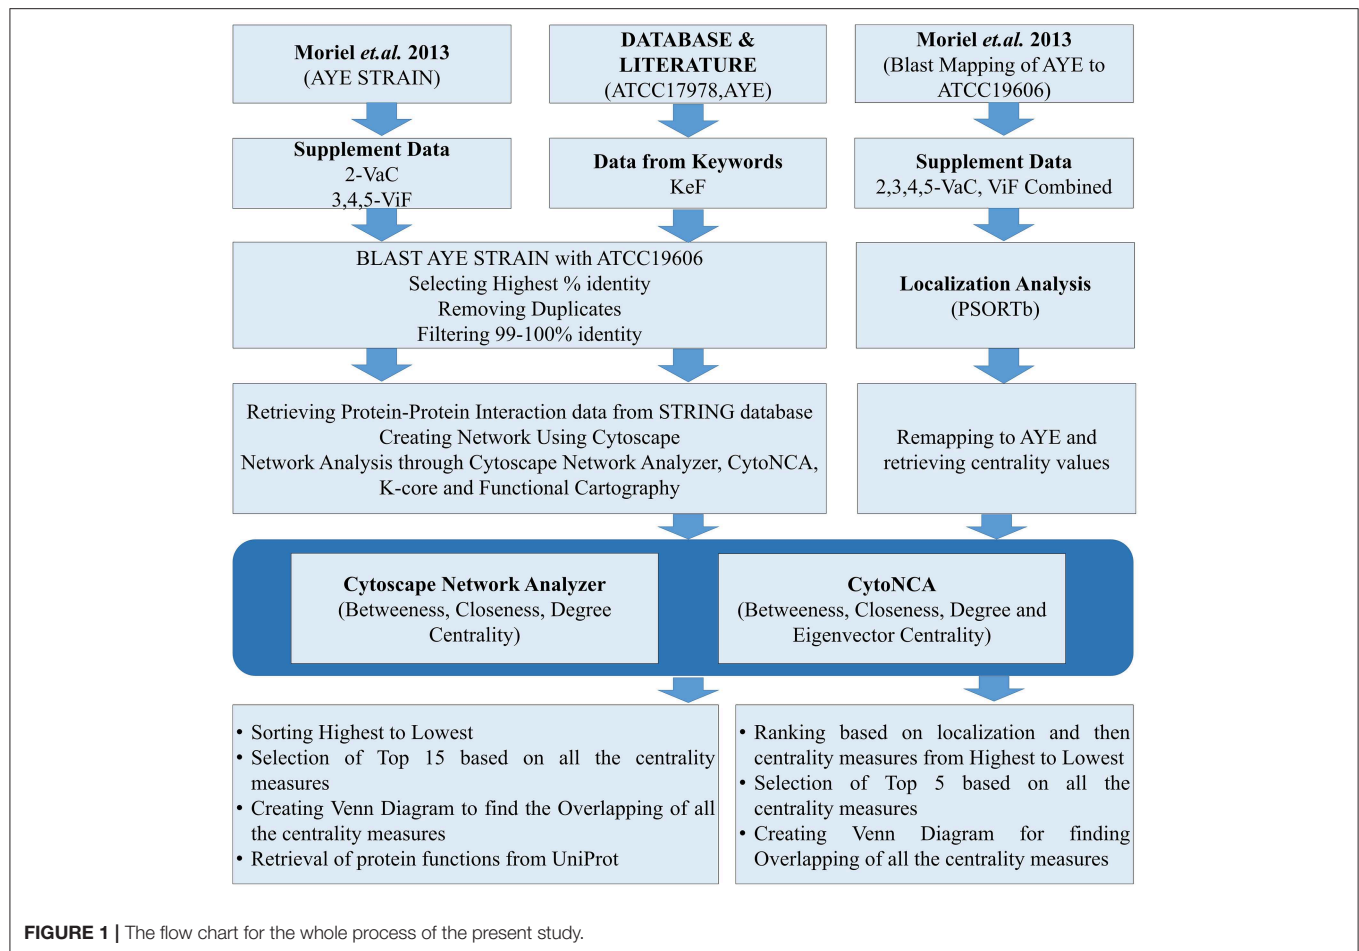 Moriel et.al. 2013
(AYE STRAIN)
DATABASE &
LITERATURE
(ATCC17978,AYE)
Moriel et.al. 2013
(Blast Mapping of AYE to
ATCC19606)
Supplement Data
2-VaC
3,4,5-ViF
Data from Keywords
KeF
Supplement Data
2,3,4,5-VaC, ViF Combined
BLAST AYE STRAIN with ATCC19606
Selecting Highest % identity
Removing Duplicates
Filtering 99-100% identity
Localization Analysis
(PSORTb)
Retrieving Protein-Protein Interaction data from STRING database
Creating Network Using Cytoscape
Network Analysis through Cytoscape Network Analyzer, CytoNCA,
K-core and Functional Cartography
Remapping to AYE and
retrieving centrality values
Cytoscape Network Analyzer
(Betweeness, Closeness, Degree
Centrality)
CytoNCA
(Betweeness, Closeness, Degree and
Eigenvector Centrality)
• Sorting Highest to Lowest
• Selection of Top 15 based on all the centrality
measures
• Creating Venn Diagram to find the Overlapping of all
the centrality measures
• Retrieval of protein functions from UniProt
• Ranking based on localization and then
centrality measures from Highest to Lowest
• Selection of Top 5 based on all the
centrality measures
• Creating Venn Diagram for finding
Overlapping of all the centrality measures
FIGURE 1 | The flow chart for the whole process of the present study.